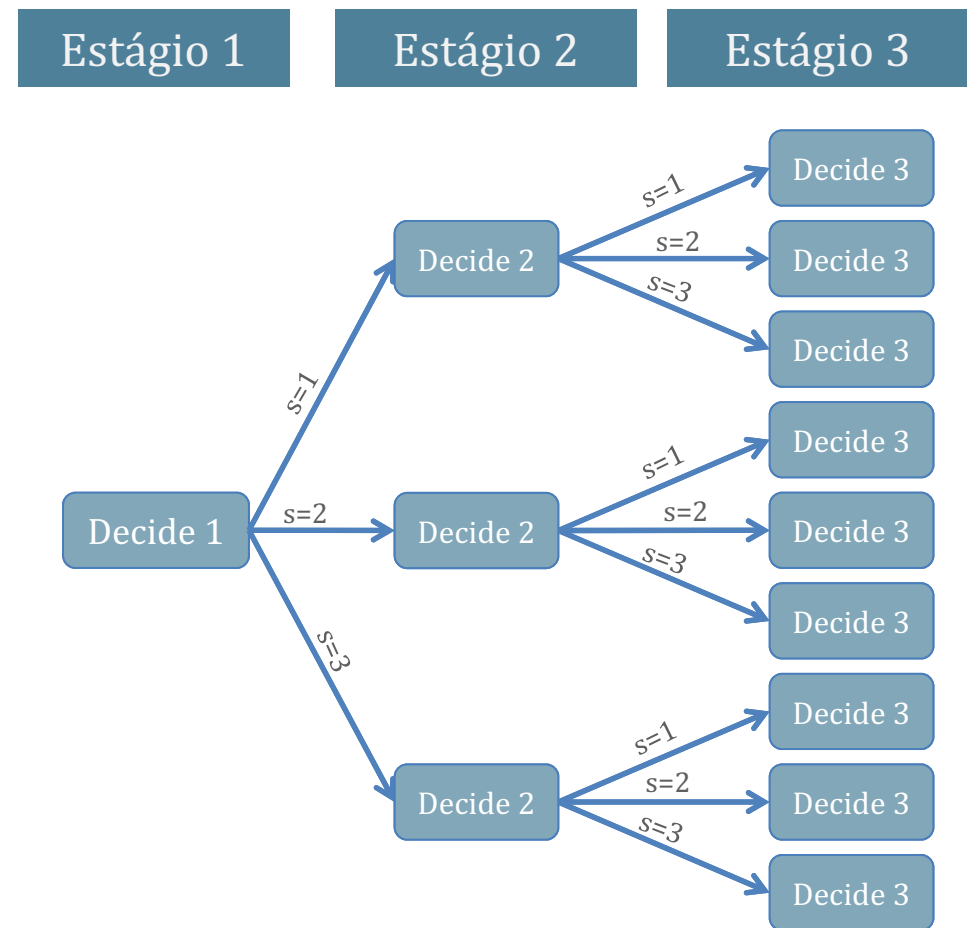 Estágio 1
Estágio 2
Estágio 3
Decide 3
s=1
Decide 2
s=2
Decide 3
s=3
Decide 3
s=1
Decide 3
s=1
Decide 1
s=2
Decide 2
s=2
Decide 3
s=3
Decide 3
s=3
Decide 3
s=1
Decide 2
s=2
Decide 3
s=3
Decide 3